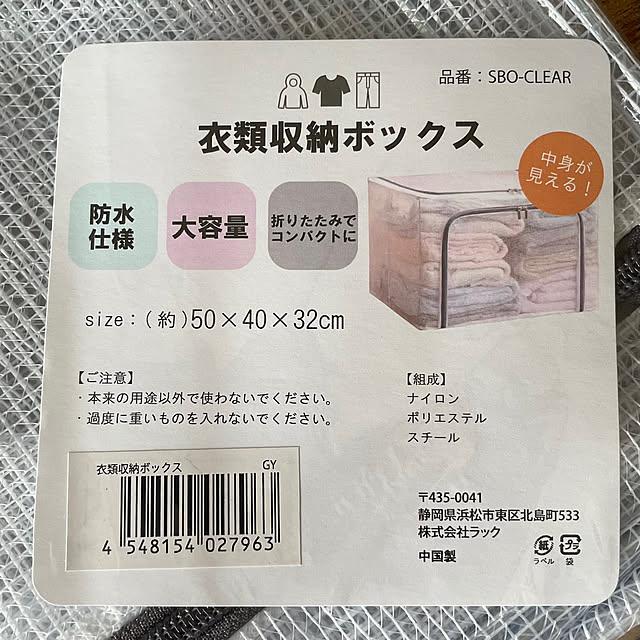 品番：SBO-CLEAR
衣類収納ボックス
中身が
見える！
防水
仕様
大容量
折りたたみで
コンパクトに
size：(約)50×40×32cm
【ご注意】
・本来の用途以外で使わないでください。
・過度に重いものを入れないでください。
【組成】
ナイロン
ポリエステル
スチール
衣類収納ボックス GY
4 548154 027963
〒435-0041
静岡県浜松市東区北島町533
株式会社ラック
中国製
紙 プラ
ラベル 袋